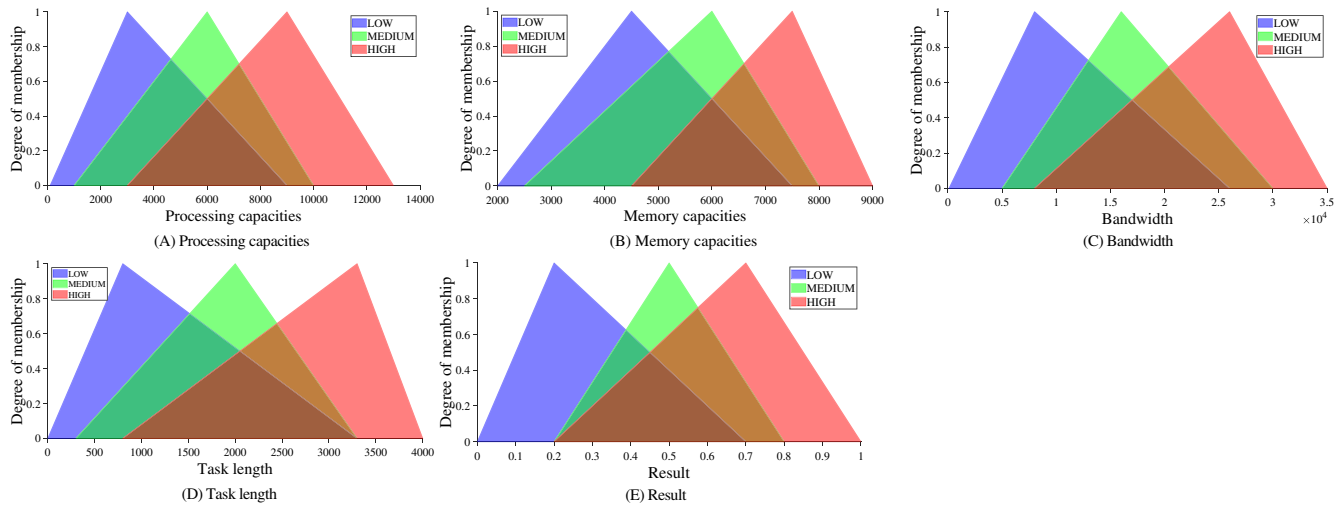 Degree of membership
1
0.8
0.6
0.4
0.2
0
LOW
MEDIUM
HIGH
0 2000 4000 6000 8000 10000 12000 14000
Processing capacities
(A) Processing capacities
Degree of membership
1
0.8
0.6
0.4
0.2
0
LOW
MEDIUM
HIGH
2000 3000 4000 5000 6000 7000 8000 9000
Memory capacities
(B) Memory capacities
Degree of membership
1
0.8
0.6
0.4
0.2
0
LOW
MEDIUM
HIGH
0 0.5 1 1.5 2 2.5 3 3.5
×10⁴
Bandwidth
(C) Bandwidth
Degree of membership
1
0.8
0.6
0.4
0.2
0
LOW
MEDIUM
HIGH
0 500 1000 1500 2000 2500 3000 3500 4000
Task length
(D) Task length
Degree of membership
1
0.8
0.6
0.4
0.2
0
LOW
MEDIUM
HIGH
0 0.1 0.2 0.3 0.4 0.5 0.6 0.7 0.8 0.9 1
Result
(E) Result